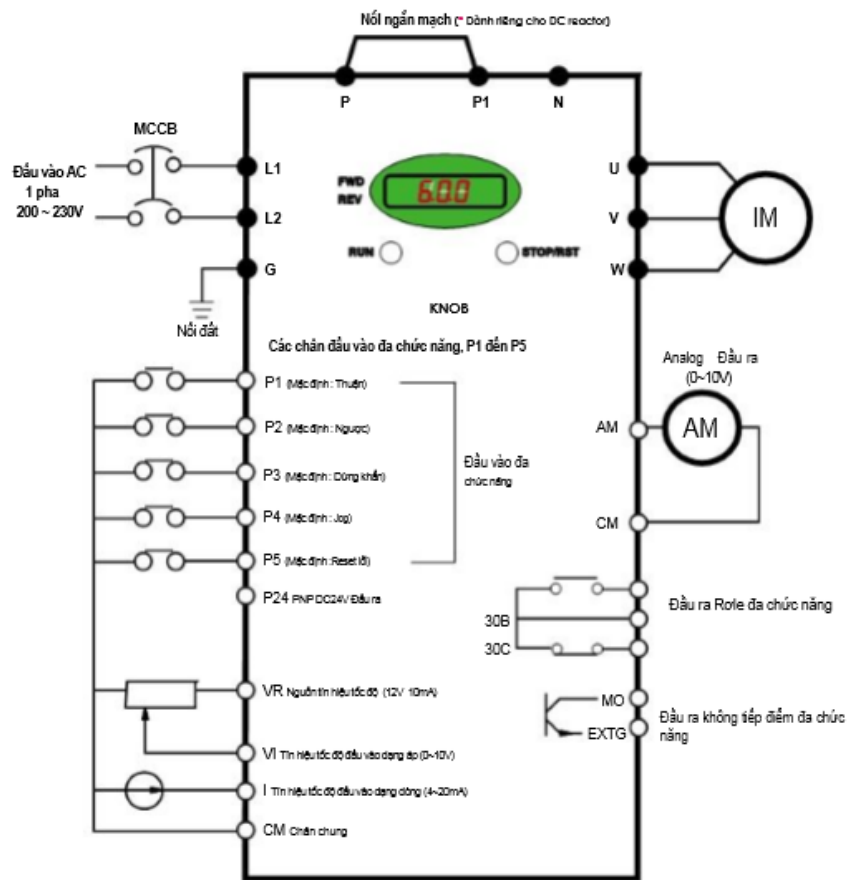 Nối ngắn mạch (* Dành riêng cho DC reactor)
P
P1
N
MCCB
Đầu vào AC
1 pha
200 ~ 230V
L1
L2
G
Nối đất
FWD
REV
6.0.0
RUN
STOP/RST
KNOB
U
V
W
IM
Các chân đầu vào đa chức năng, P1 đến P5
P1 (Mặc định : Thuận)
P2 (Mặc định : Ngược)
P3 (Mặc định : Dừng khẩn)
P4 (Mặc định : Jog)
P5 (Mặc định :Reset lỗi)
Đầu vào đa
chức năng
P24 PNP DC24V Đầu ra
VR Nguồn tín hiệu tốc độ (12V 10mA)
VI Tín hiệu tốc độ đầu vào dạng áp (0~10V)
I Tín hiệu tốc độ đầu vào dạng dòng (4~20mA)
CM Chân chung
Analog Đầu ra
(0~10V)
AM
AM
CM
30B
30C
Đầu ra Rơle đa chức năng
MO
EXTG
Đầu ra không tiếp điểm đa chức
năng